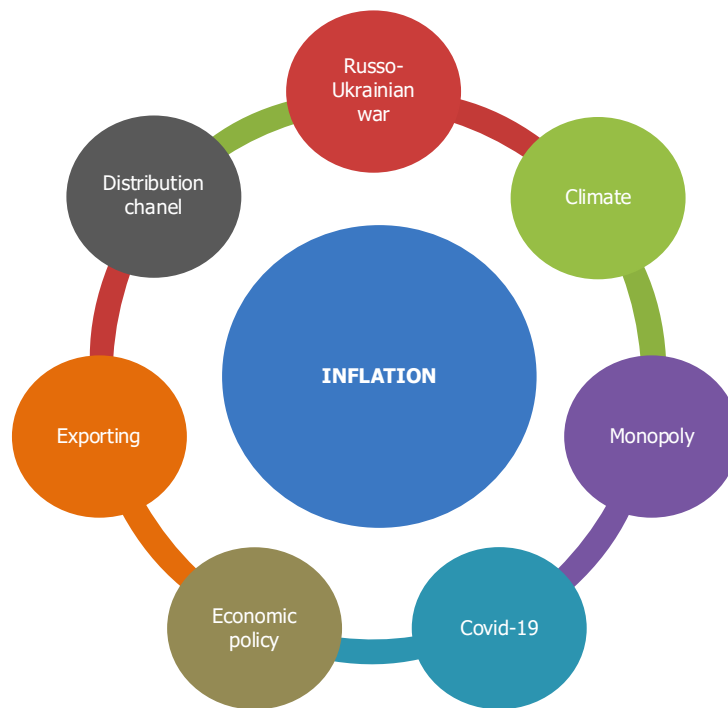 Russo-
Ukrainian
war
Distribution
chanel
Climate
INFLATION
Exporting
Monopoly
Economic
policy
Covid-19